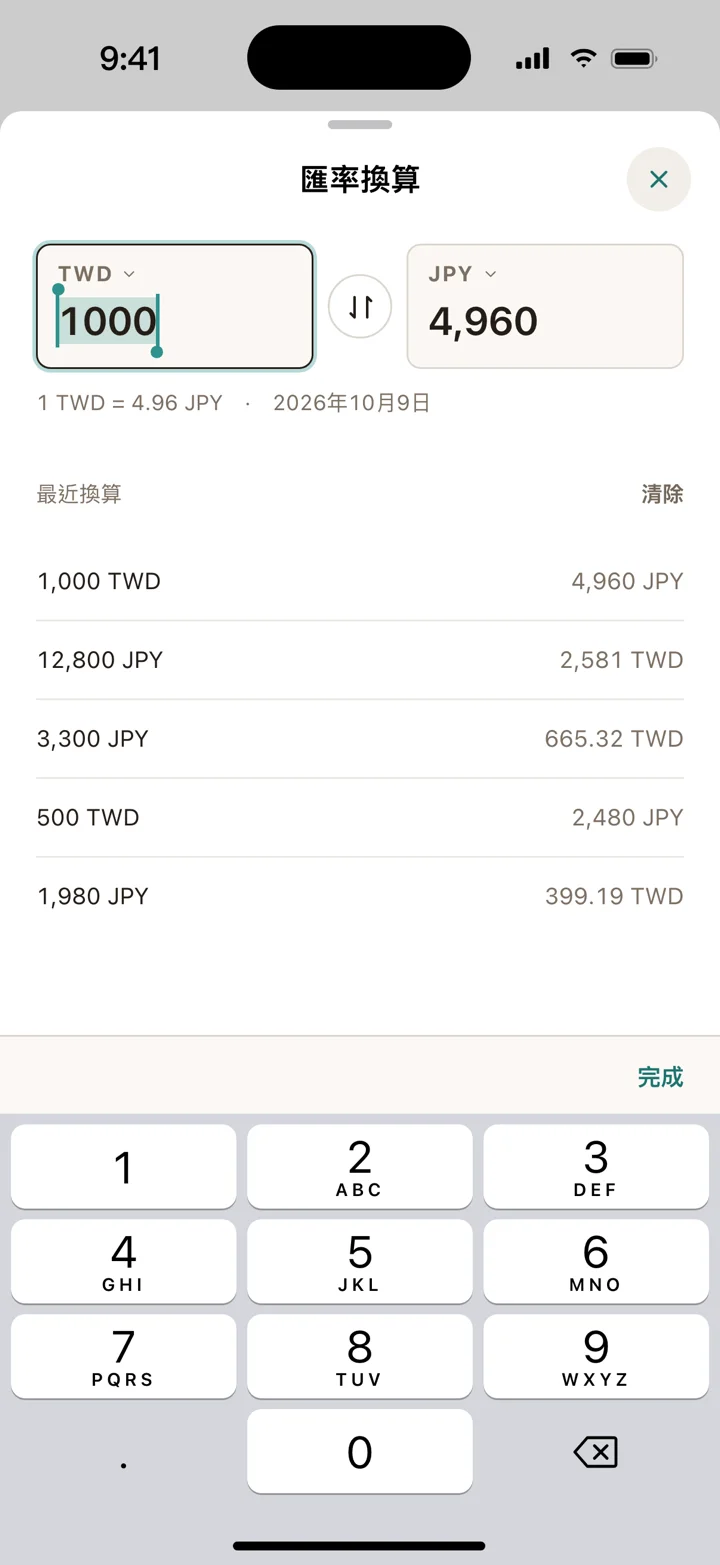 9:41
匯率換算
TWD
1000
JPY
4,960
1 TWD = 4.96 JPY · 2026年10月9日
最近換算 清除
1,000 TWD 4,960 JPY
12,800 JPY 2,581 TWD
3,300 JPY 665.32 TWD
500 TWD 2,480 JPY
1,980 JPY 399.19 TWD
完成
1
2 ABC
3 DEF
4 GHI
5 JKL
6 MNO
7 PQRS
8 TUV
9 WXYZ
.
0